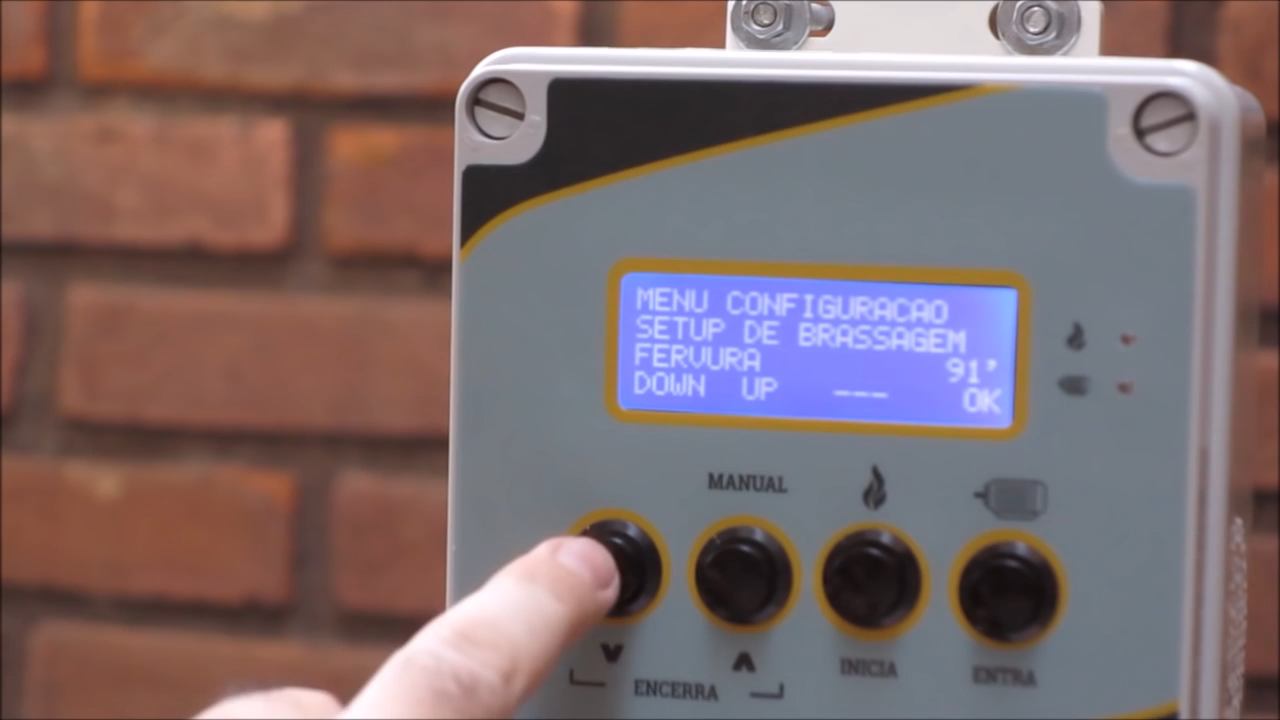 MENU CONFIGURACAO
SETUP DE BRASSAGEM
FERVURA 91'
DOWN UP --- OK
MANUAL
INICIA
ENTRA
ENCERRA